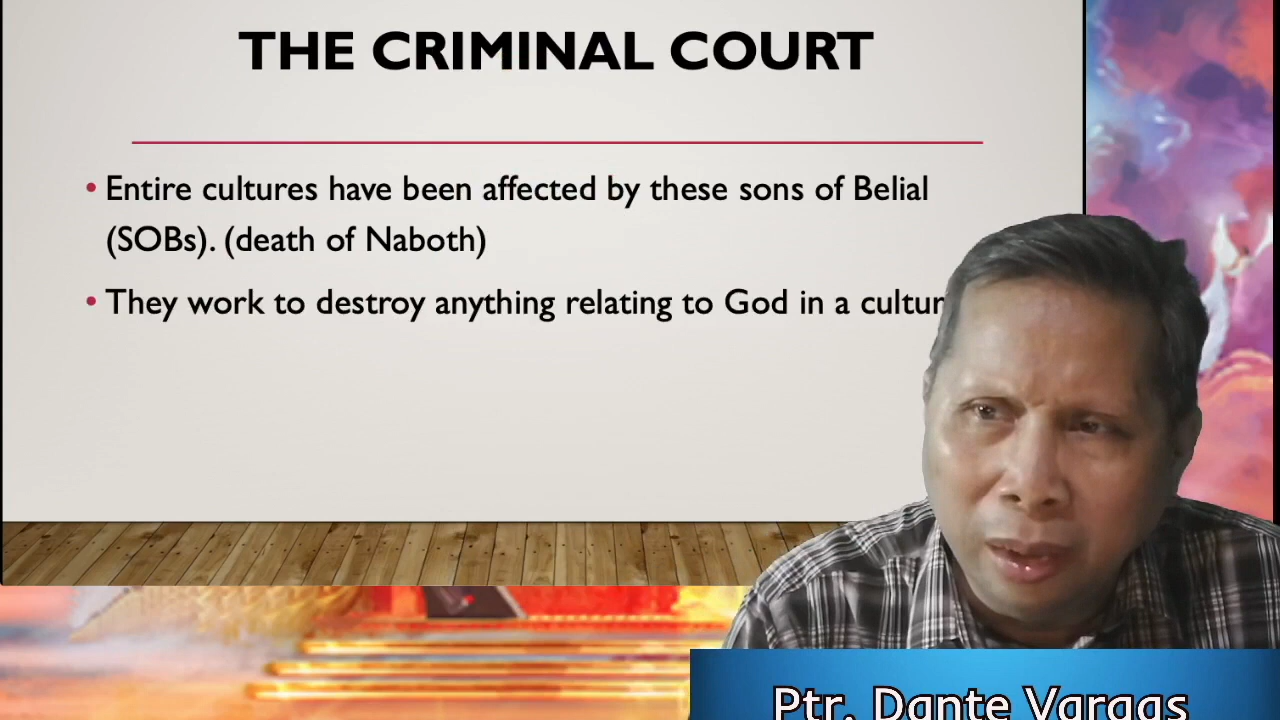 THE CRIMINAL COURT
• Entire cultures have been affected by these sons of Belial
(SOBs). (death of Naboth)
• They work to destroy anything relating to God in a cultur
Ptr. Dante Vargas